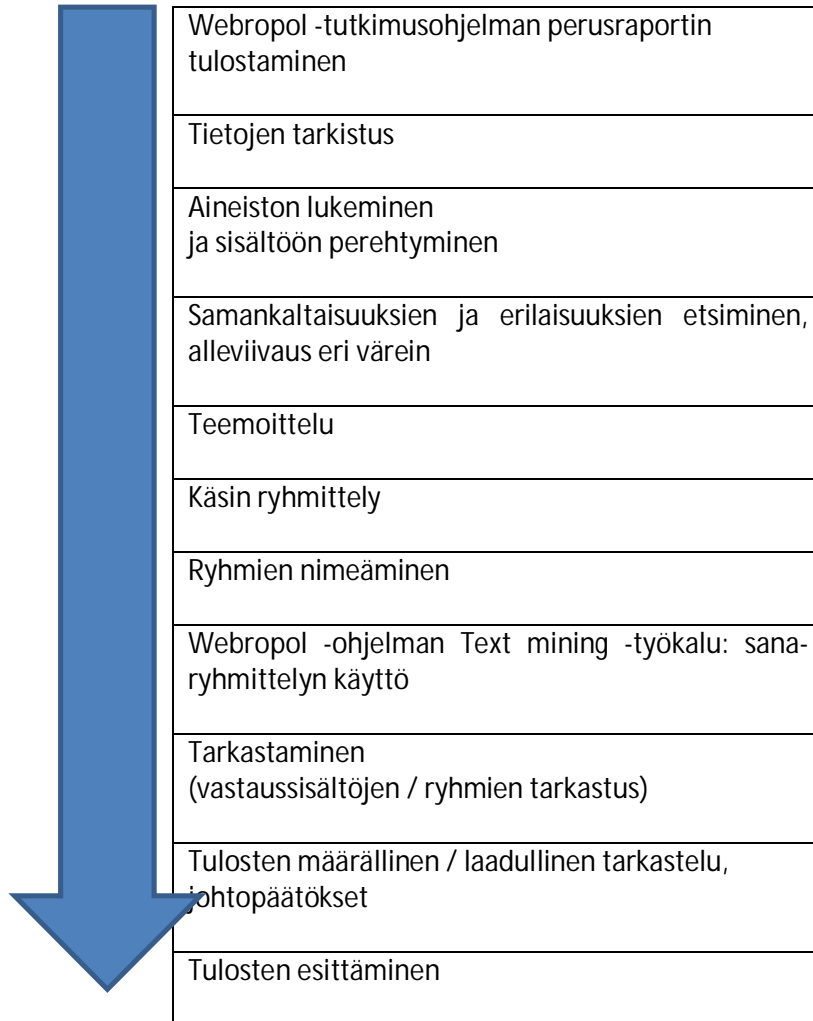 Webropol -tutkimusohjelman perusraportin
tulostaminen
Tietojen tarkistus
Aineiston lukeminen
ja sisältöön perehtyminen
Samankaltaisuuksien ja erilaisuuksien etsiminen,
alleviivaus eri värein
Teemoittelu
Käsin ryhmittely
Ryhmien nimeäminen
Webropol -ohjelman Text mining -työkalu: sana-
ryhmittelyn käyttö
Tarkastaminen
(vastaussisältöjen / ryhmien tarkastus)
Tulosten määrällinen / laadullinen tarkastelu,
johtopäätökset
Tulosten esittäminen